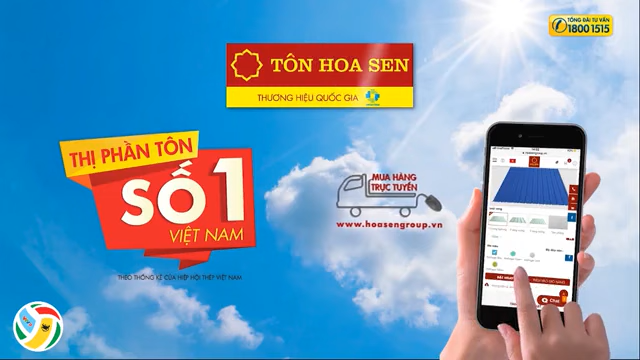 TỔNG ĐÀI TƯ VẤN
1800 1515
TÔN HOA SEN
THƯƠNG HIỆU QUỐC GIA
THỊ PHẦN TÔN
SỐ 1
VIỆT NAM
THEO THỐNG KÊ CỦA HIỆP HỘI THÉP VIỆT NAM
MUA HÀNG
TRỰC TUYẾN
www.hoasengroup.vn
Chat